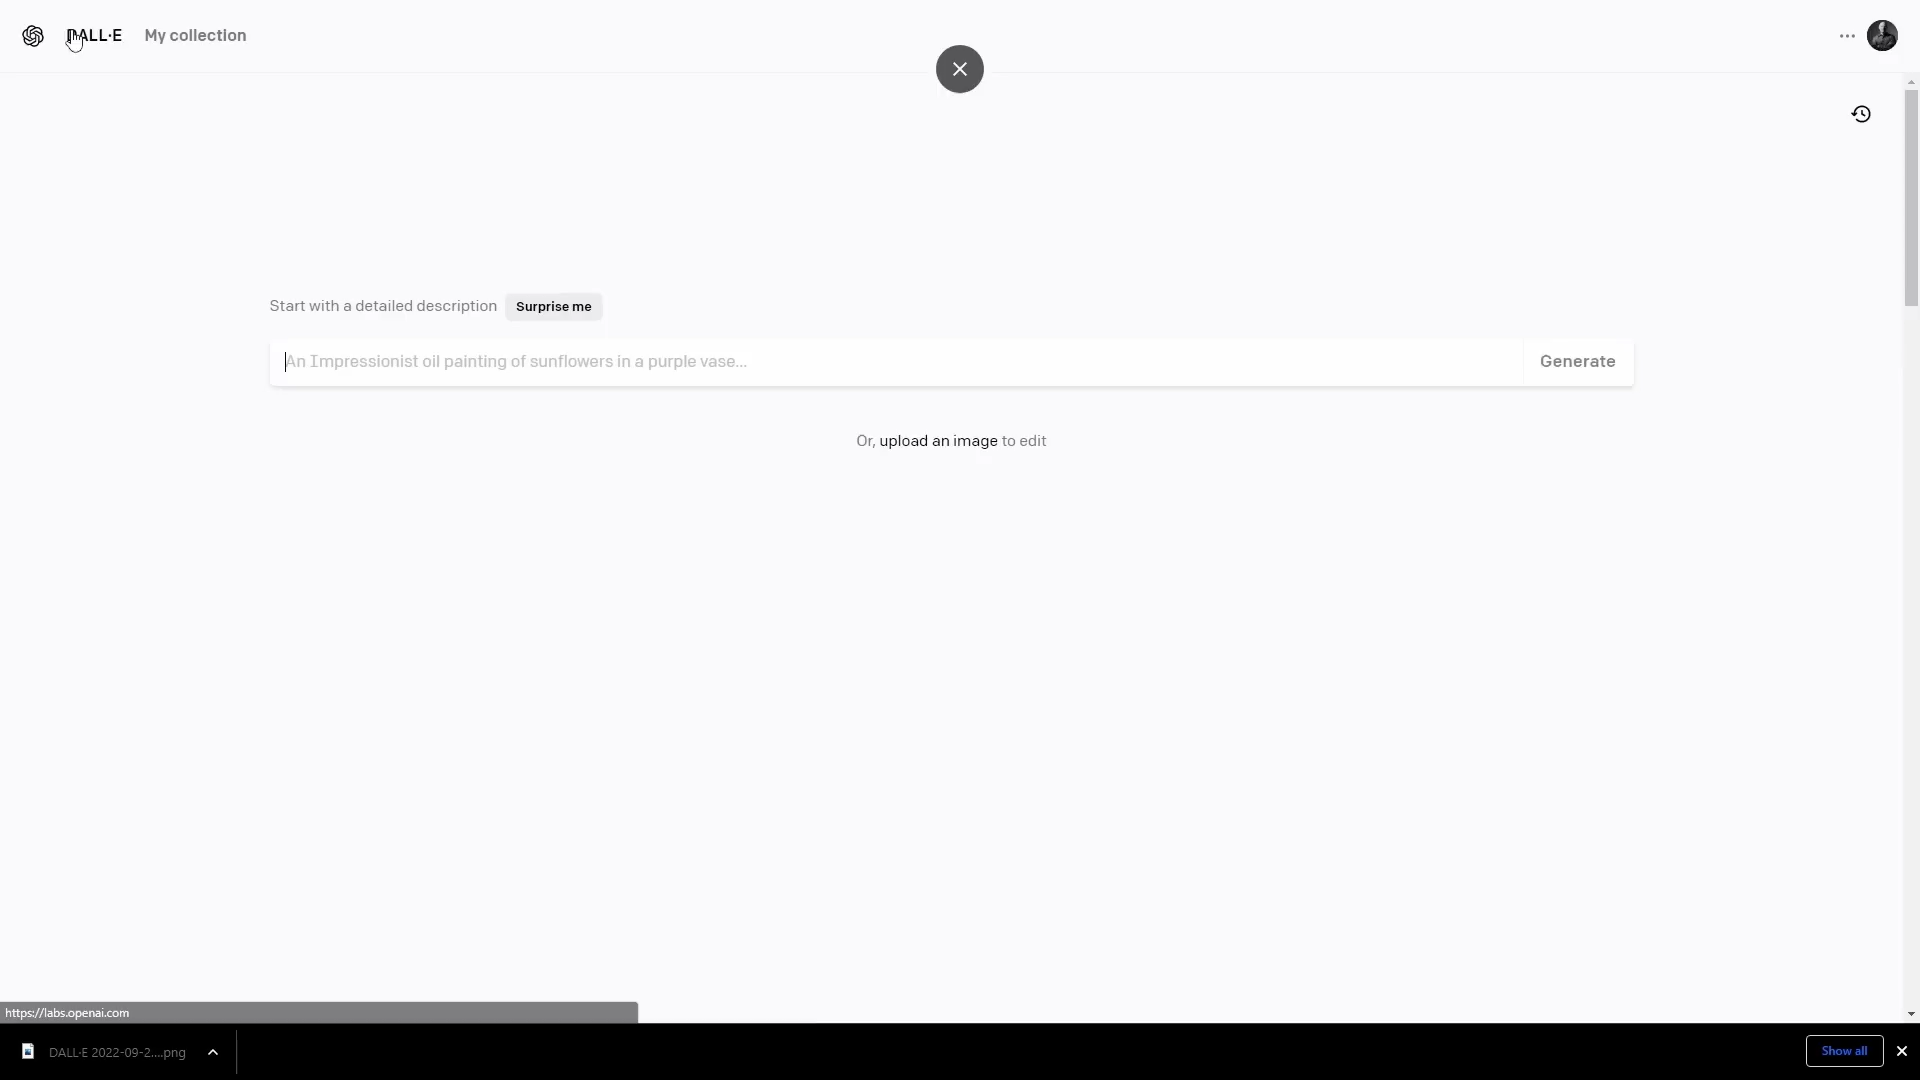 DALL·E My collection
Start with a detailed description Surprise me
An Impressionist oil painting of sunflowers in a purple vase... Generate
Or, upload an image to edit
https://labs.openai.com
DALL·E 2022-09-2....png Show all